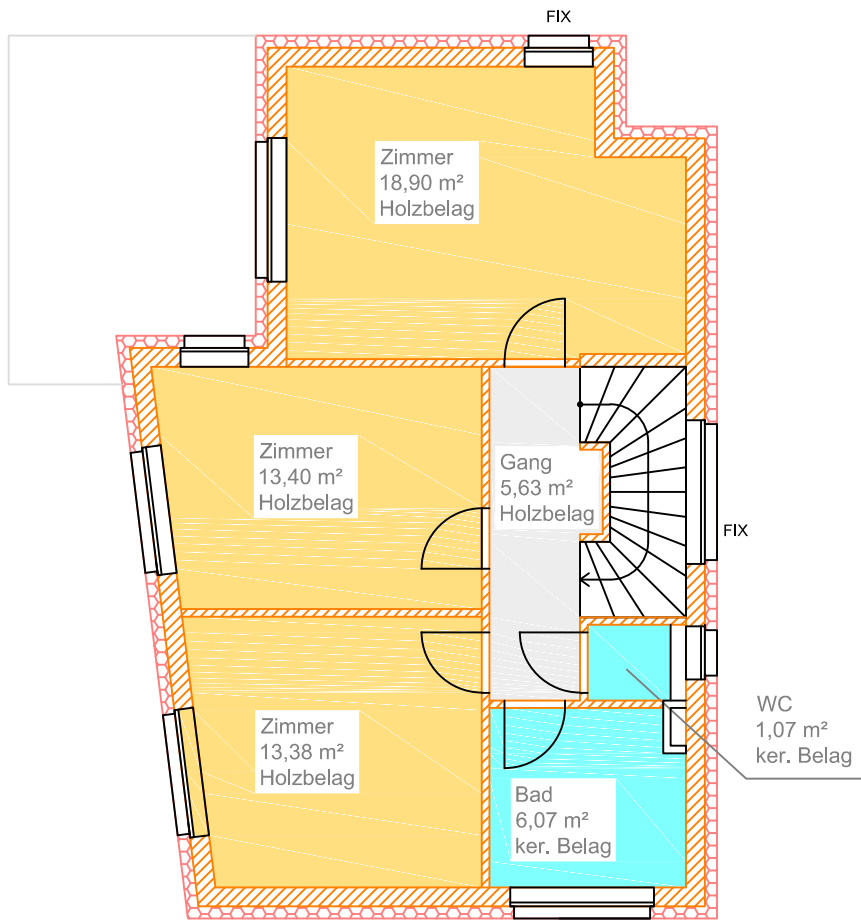 FIX
Zimmer
18,90 m²
Holzbelag
Zimmer
13,40 m²
Holzbelag
Gang
5,63 m²
Holzbelag
FIX
Zimmer
13,38 m²
Holzbelag
WC
1,07 m²
ker. Belag
Bad
6,07 m²
ker. Belag